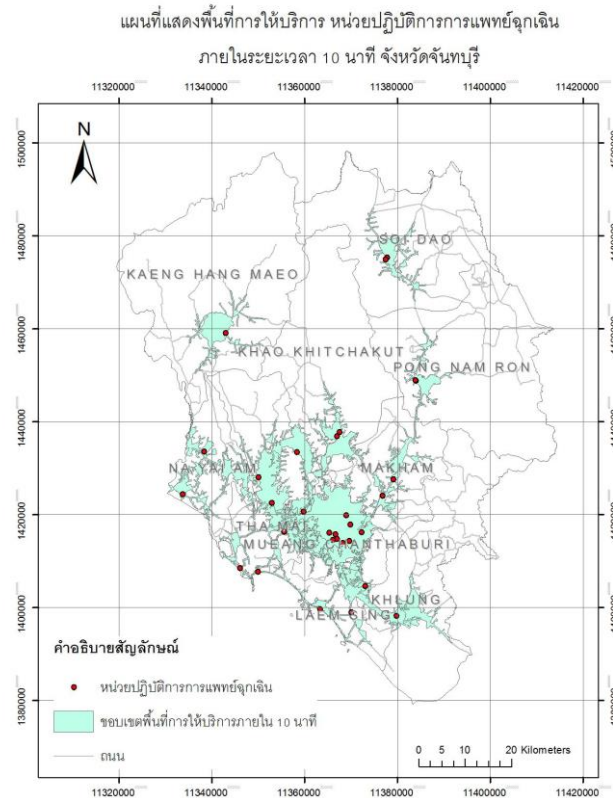 แผนที่แสดงพื้นที่การให้บริการ หน่วยปฏิบัติการการแพทย์ฉุกเฉิน
ภายในระยะเวลา 10 นาที จังหวัดจันทบุรี
11320000 11340000 11360000 11380000 11400000 11420000
N
1500000 1500000
1480000
SOI DAO
KAENG HANG MAEO
1460000
KHAO KHITCHAKUT
PONG NAM RON
1440000
NA YAI AM
MAKHAM
1420000
THA MAI
MUEANG CHANTHABURI
KHLUNG
1400000
LAEM SING
คำอธิบายสัญลักษณ์
หน่วยปฏิบัติการการแพทย์ฉุกเฉิน
1380000
ขอบเขตพื้นที่การให้บริการภายใน 10 นาที
ถนน
0 5 10 20 Kilometers
11320000 11340000 11360000 11380000 11400000 11420000